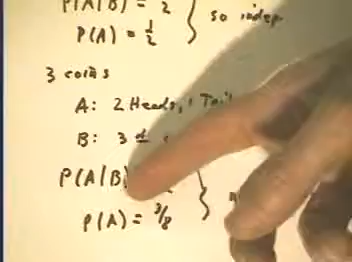 P(A|B) = 1/2
P(A) = 1/2 } so indep
3 coins
A: 2 Heads, 1 Tail
B: 3
P(A|B)
P(A) = 3/8